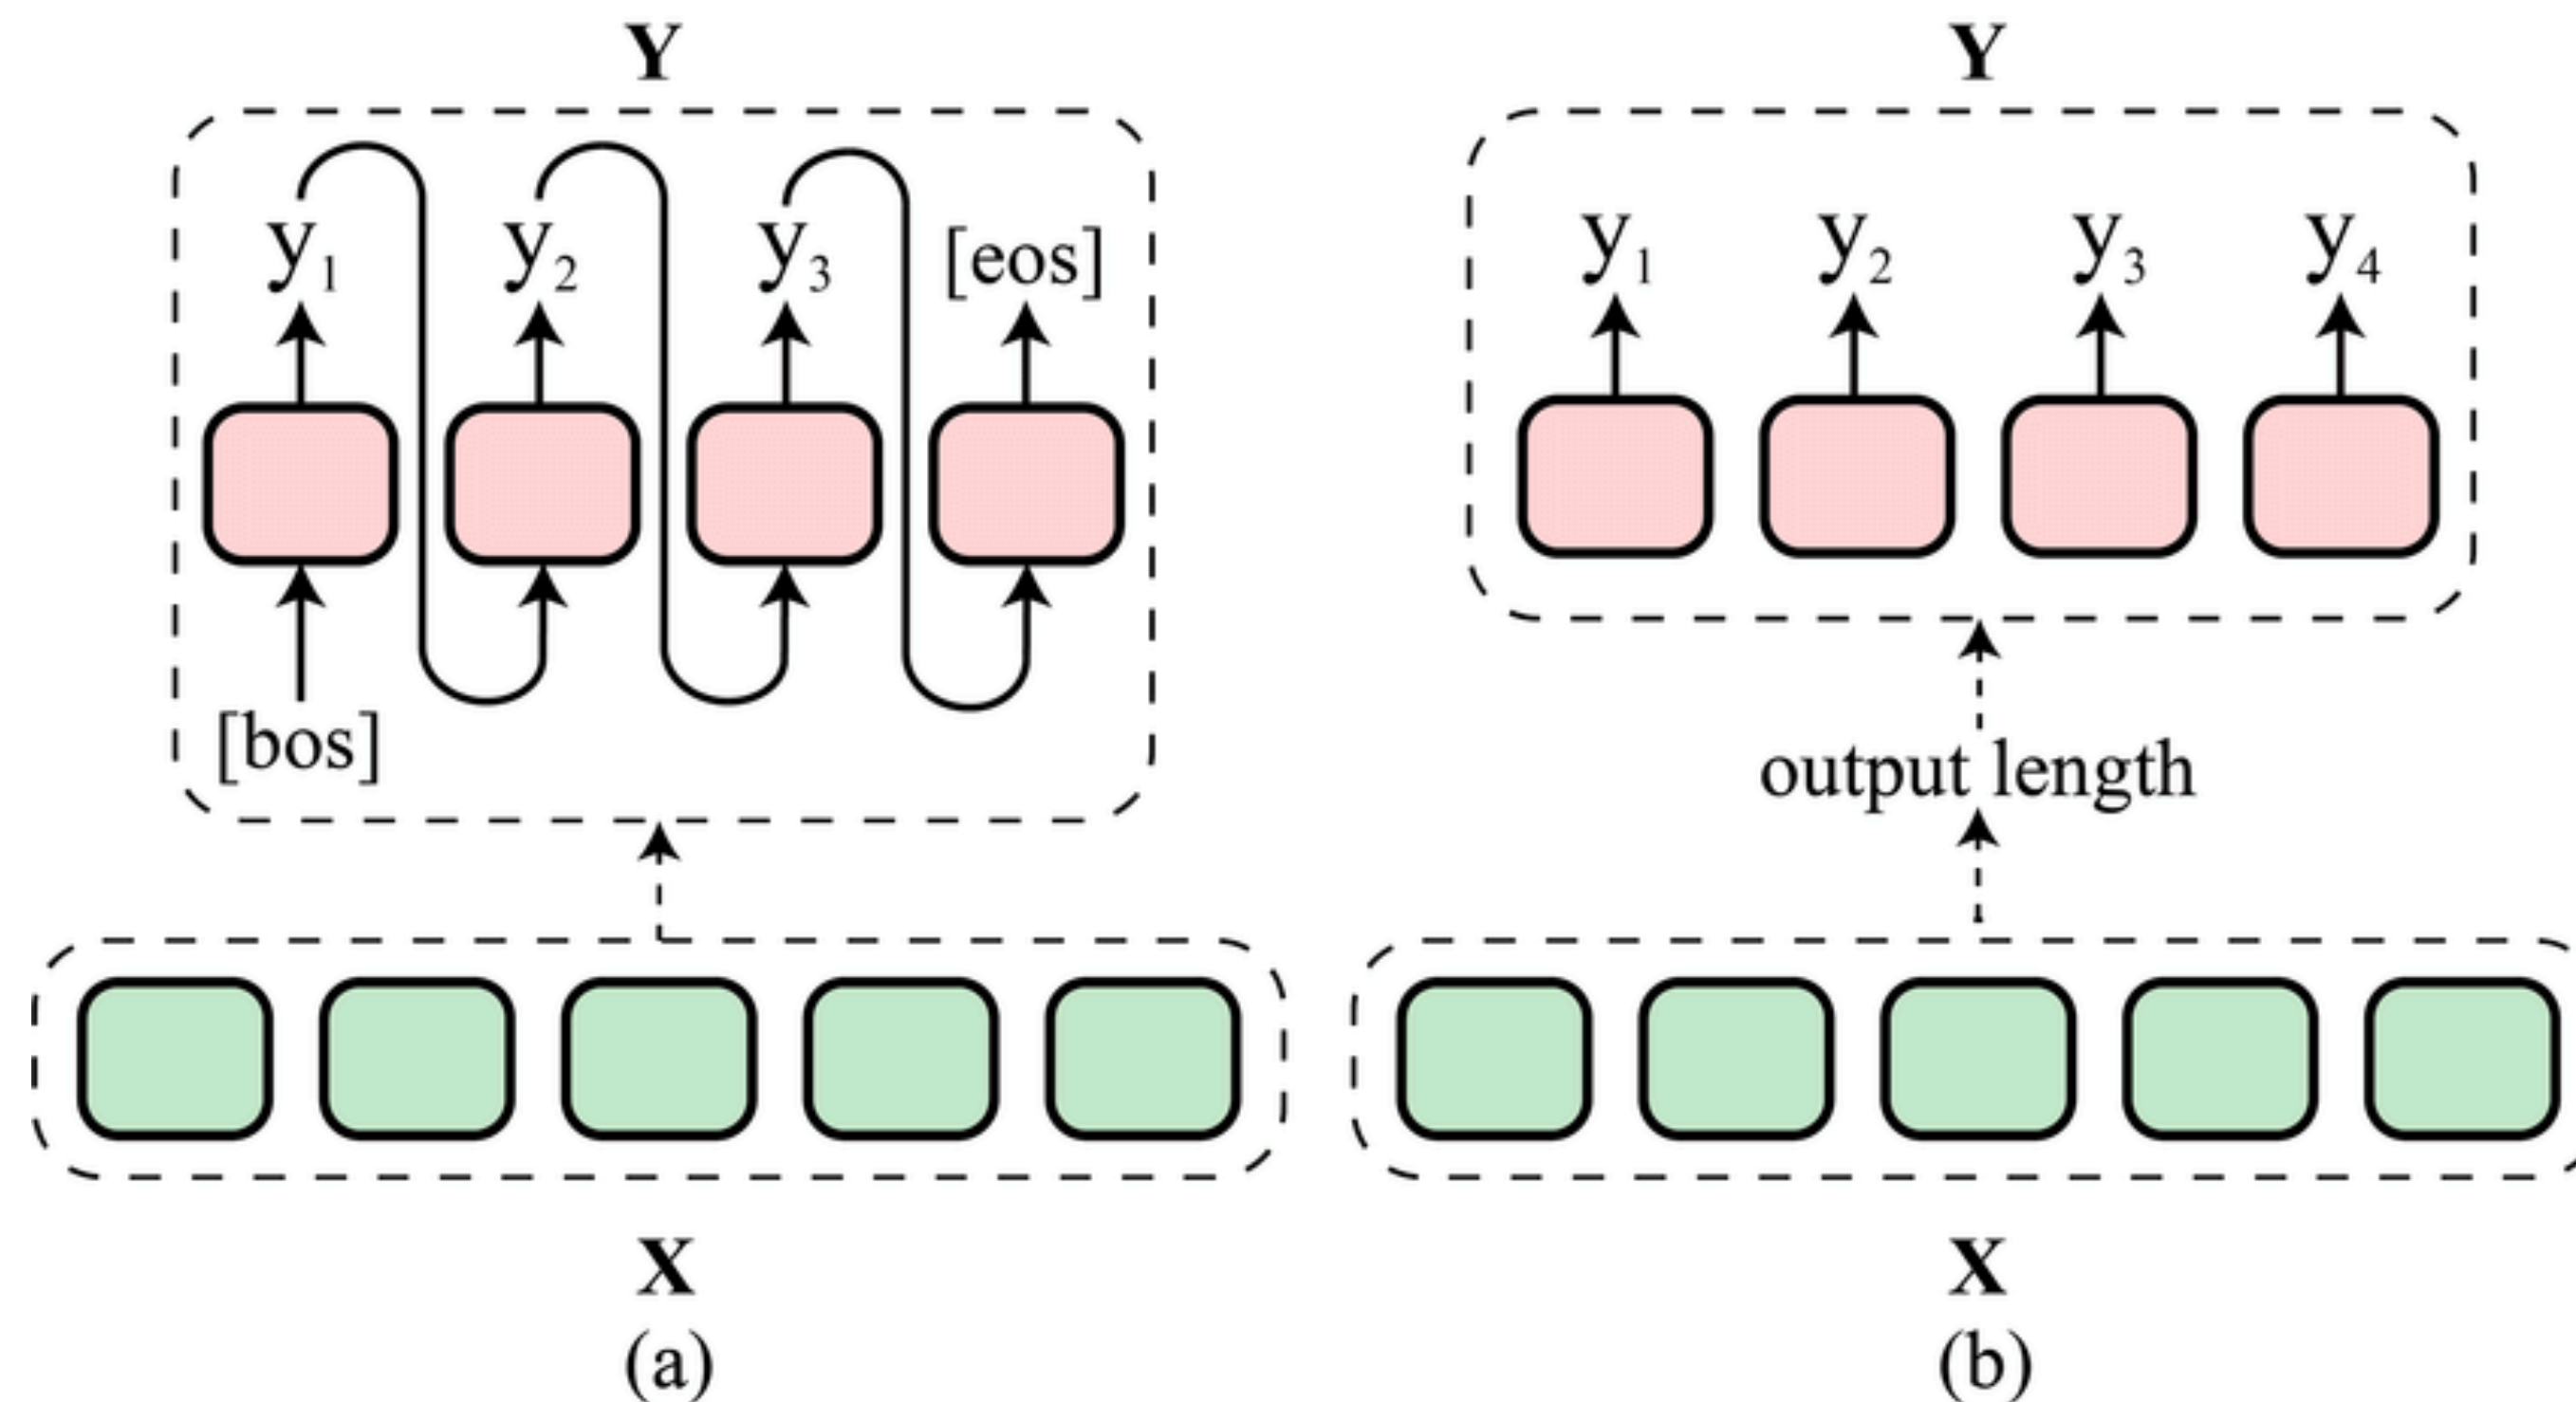 Y
y1 y2 y3 [eos]
[bos]
X
(a)
Y
y1 y2 y3 y4
output length
X
(b)